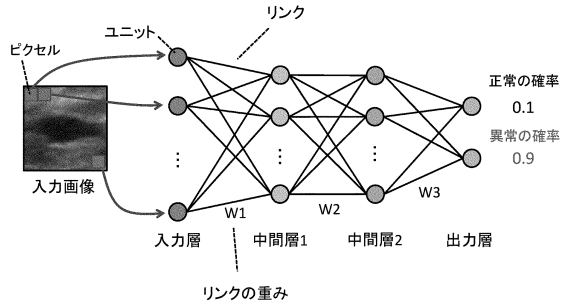 リンク
ユニット
ピクセル
正常の確率
0.1
異常の確率
0.9
入力画像
W1
W2
W3
入力層
中間層1
中間層2
出力層
リンクの重み